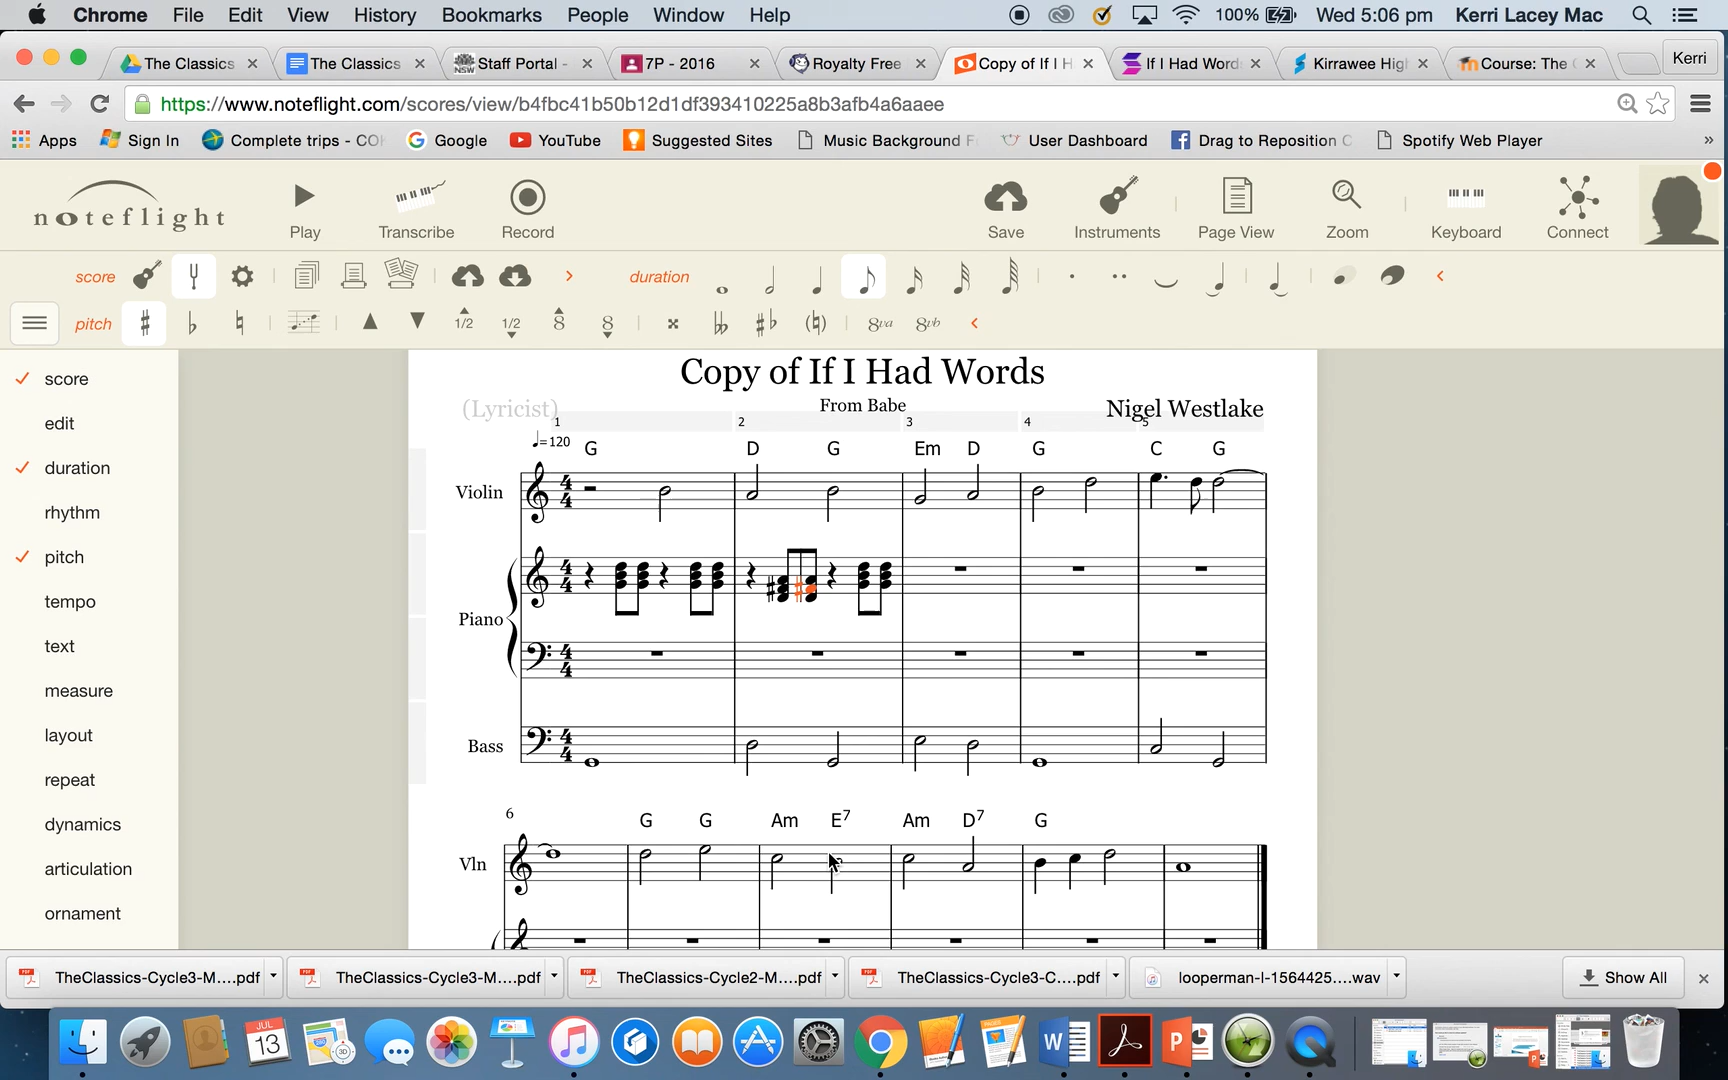 Chrome File Edit View History Bookmarks People Window Help 100% Wed 5:06 pm Kerri Lacey Mac
The Classics The Classics Staff Portal - 7P - 2016 Royalty Free Copy of If I H If I Had Word Kirrawee Hig Course: The C Kerri
https://www.noteflight.com/scores/view/b4fbc41b50b12d1df393410225a8b3afb4a6aaee
Apps Sign In Complete trips - CO Google YouTube Suggested Sites Music Background F User Dashboard Drag to Reposition C Spotify Web Player »
noteflight Play Transcribe Record Save Instruments Page View Zoom Keyboard Connect
score duration
pitch 1/2 1/2 8 8 8va 8vb
score
edit
duration
rhythm
pitch
tempo
text
measure
layout
repeat
dynamics
articulation
ornament
Copy of If I Had Words
(Lyricist) From Babe Nigel Westlake
1 2 3 4 5
=120 G D G Em D G C G
Violin
Piano
Bass
6 G G Am E7 Am D7 G
Vln
TheClassics-Cycle3-M....pdf TheClassics-Cycle3-M....pdf TheClassics-Cycle2-M....pdf TheClassics-Cycle3-C....pdf looperman-l-1564425....wav Show All
JUL
13